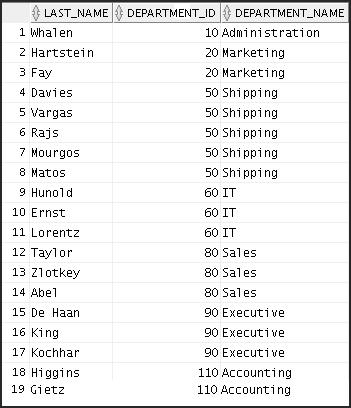 LAST_NAME DEPARTMENT_ID DEPARTMENT_NAME
1 Whalen 10 Administration
2 Hartstein 20 Marketing
3 Fay 20 Marketing
4 Davies 50 Shipping
5 Vargas 50 Shipping
6 Rajs 50 Shipping
7 Mourgos 50 Shipping
8 Matos 50 Shipping
9 Hunold 60 IT
10 Ernst 60 IT
11 Lorentz 60 IT
12 Taylor 80 Sales
13 Zlotkey 80 Sales
14 Abel 80 Sales
15 De Haan 90 Executive
16 King 90 Executive
17 Kochhar 90 Executive
18 Higgins 110 Accounting
19 Gietz 110 Accounting